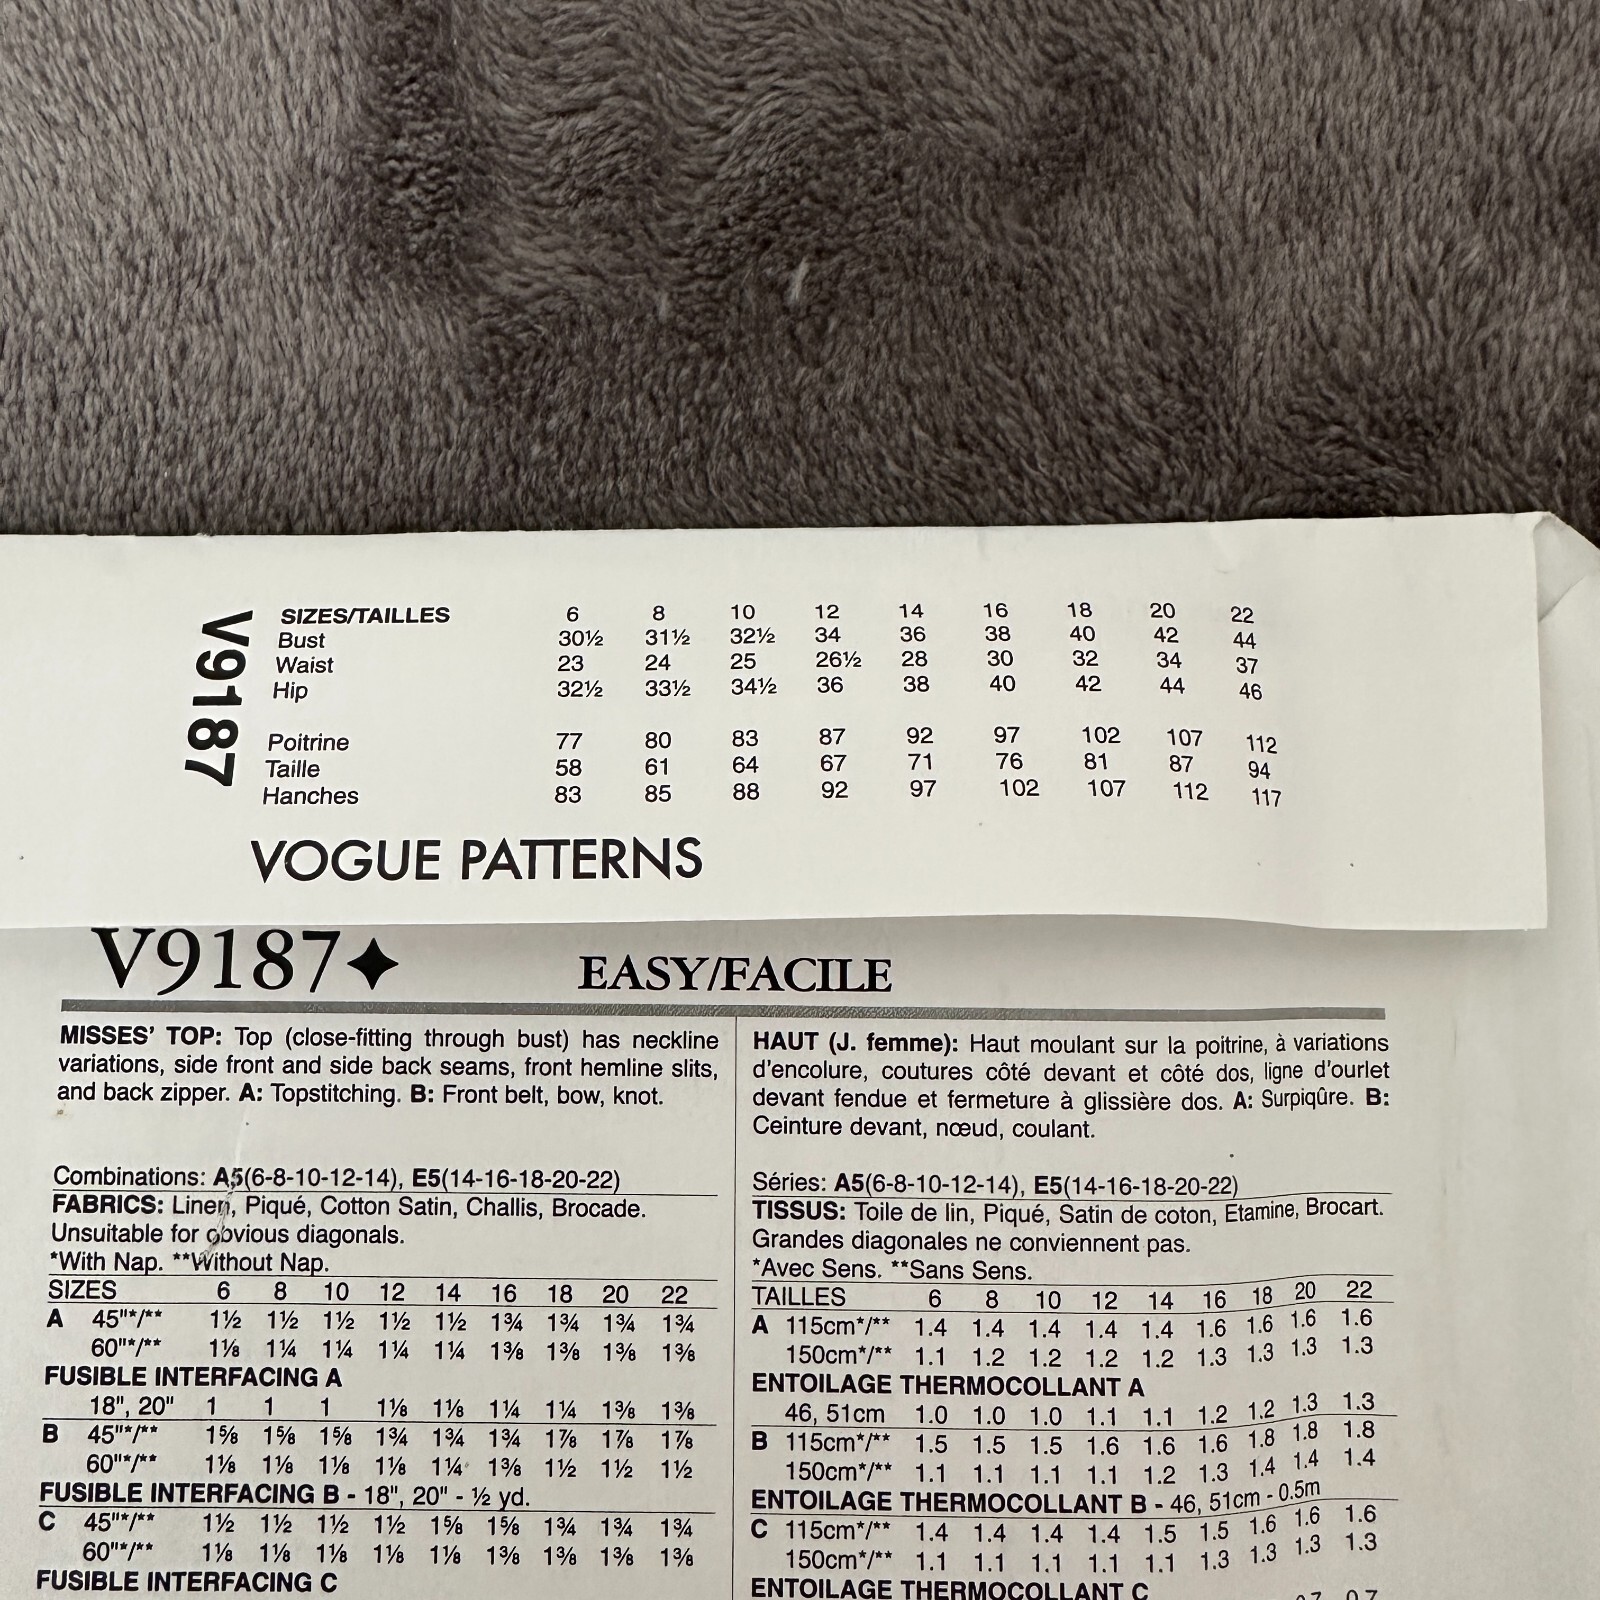 V9187
SIZES/TAILLES 6 8 10 12 14 16 18 20 22
Bust 30½ 31½ 32½ 34 36 38 40 42 44
Waist 23 24 25 26½ 28 30 32 34 37
Hip 32½ 33½ 34½ 36 38 40 42 44 46
Poitrine 77 80 83 87 92 97 102 107 112
Taille 58 61 64 67 71 76 81 87 94
Hanches 83 85 88 92 97 102 107 112 117
VOGUE PATTERNS
V9187 EASY/FACILE
MISSES' TOP: Top (close-fitting through bust) has neckline
variations, side front and side back seams, front hemline slits,
and back zipper. A: Topstitching. B: Front belt, bow, knot.
Combinations: A5(6-8-10-12-14), E5(14-16-18-20-22)
FABRICS: Linen, Piqué, Cotton Satin, Challis, Brocade.
Unsuitable for obvious diagonals.
*With Nap. **Without Nap.
SIZES 6 8 10 12 14 16 18 20 22
A 45"*/** 1½ 1½ 1½ 1½ 1½ 1¾ 1¾ 1¾ 1¾
60"*/** 1⅛ 1¼ 1¼ 1¼ 1¼ 1⅜ 1⅜ 1⅜ 1⅜
FUSIBLE INTERFACING A
18", 20" 1 1 1 1⅛ 1⅛ 1¼ 1¼ 1⅜ 1⅜
B 45"*/** 1⅝ 1⅝ 1⅝ 1¾ 1¾ 1¾ 1⅞ 1⅞ 1⅞
60"*/** 1⅛ 1⅛ 1⅛ 1⅛ 1¼ 1⅜ 1½ 1½ 1½
FUSIBLE INTERFACING B - 18", 20" - ½ yd.
C 45"*/** 1½ 1½ 1½ 1½ 1⅝ 1⅝ 1¾ 1¾ 1¾
60"*/** 1⅛ 1⅛ 1⅛ 1⅛ 1⅛ 1⅜ 1⅜ 1⅜ 1⅜
FUSIBLE INTERFACING C
HAUT (J. femme): Haut moulant sur la poitrine, à variations
d'encolure, coutures côté devant et côté dos, ligne d'ourlet
devant fendue et fermeture à glissière dos. A: Surpiqûre. B:
Ceinture devant, nœud, coulant.
Séries: A5(6-8-10-12-14), E5(14-16-18-20-22)
TISSUS: Toile de lin, Piqué, Satin de coton, Etamine, Brocart.
Grandes diagonales ne conviennent pas.
*Avec Sens. **Sans Sens.
TAILLES 6 8 10 12 14 16 18 20 22
A 115cm*/** 1.4 1.4 1.4 1.4 1.4 1.6 1.6 1.6 1.6
150cm*/** 1.1 1.2 1.2 1.2 1.2 1.3 1.3 1.3 1.3
ENTOILAGE THERMOCOLLANT A
46, 51cm 1.0 1.0 1.0 1.1 1.1 1.2 1.2 1.3 1.3
B 115cm*/** 1.5 1.5 1.5 1.6 1.6 1.6 1.8 1.8 1.8
150cm*/** 1.1 1.1 1.1 1.1 1.2 1.3 1.4 1.4 1.4
ENTOILAGE THERMOCOLLANT B - 46, 51cm - 0.5m
C 115cm*/** 1.4 1.4 1.4 1.4 1.5 1.5 1.6 1.6 1.6
150cm*/** 1.1 1.1 1.1 1.1 1.1 1.3 1.3 1.3 1.3
ENTOILAGE THERMOCOLLANT C